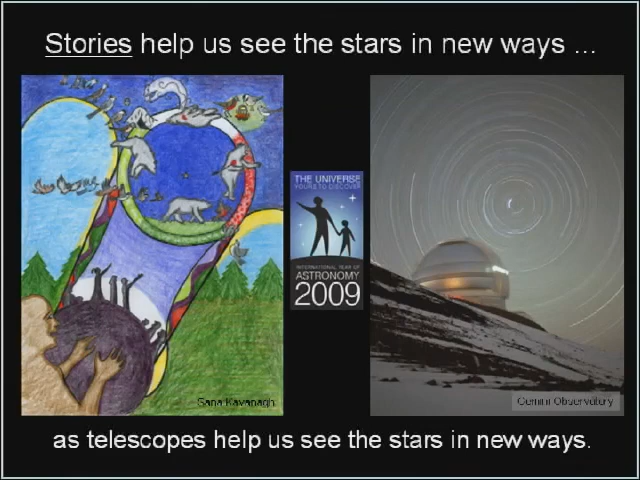 Stories help us see the stars in new ways ...
THE UNIVERSE
YOURS TO DISCOVER
INTERNATIONAL YEAR OF
ASTRONOMY
2009
Sana Kavanagh
Gemini Observatory
as telescopes help us see the stars in new ways.